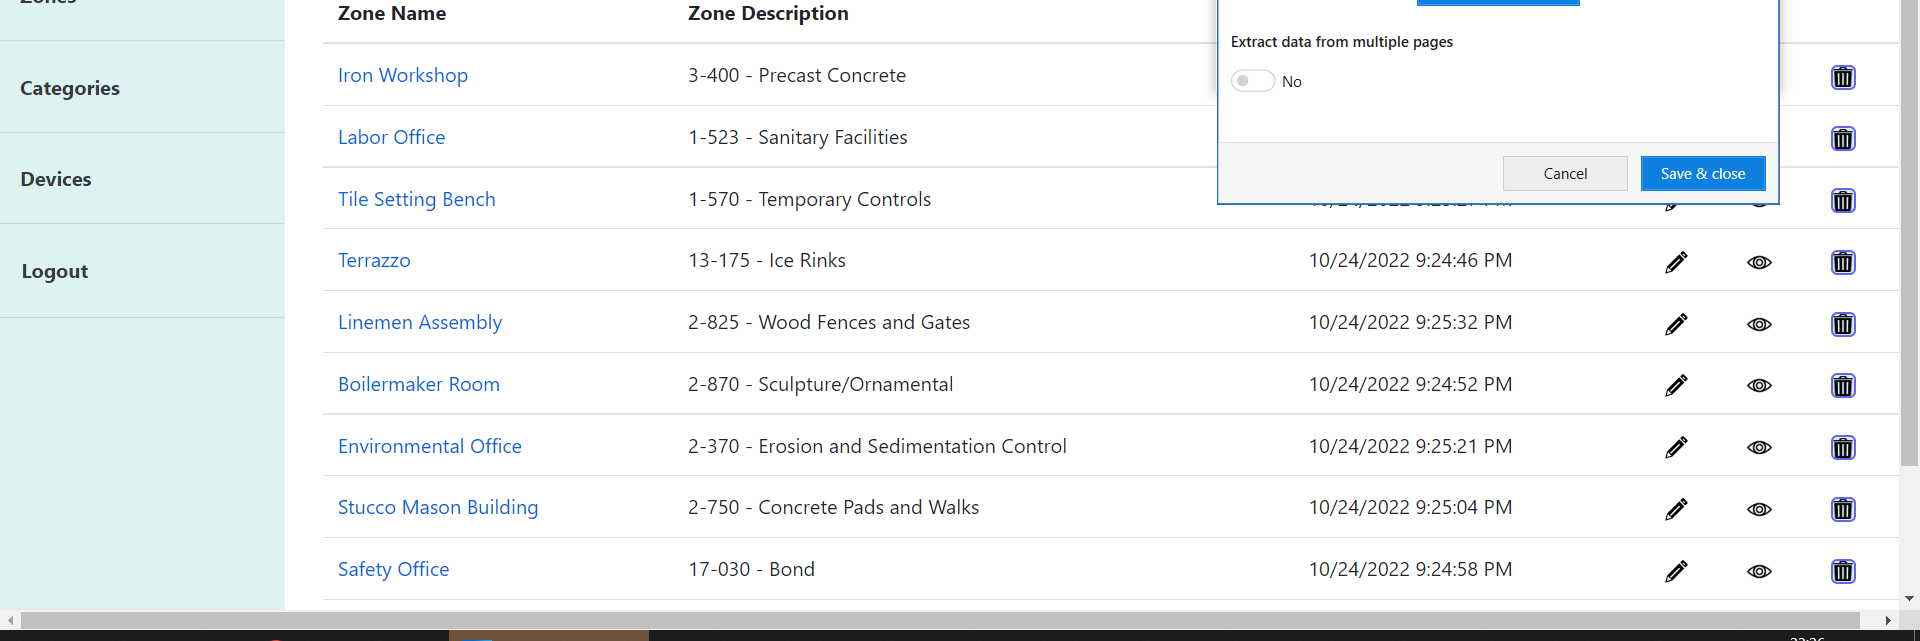 Zone Name Zone Description
Extract data from multiple pages
Categories
Iron Workshop 3-400 - Precast Concrete
No
Labor Office 1-523 - Sanitary Facilities
Cancel Save & close
Devices
Tile Setting Bench 1-570 - Temporary Controls
Logout
Terrazzo 13-175 - Ice Rinks 10/24/2022 9:24:46 PM
Linemen Assembly 2-825 - Wood Fences and Gates 10/24/2022 9:25:32 PM
Boilermaker Room 2-870 - Sculpture/Ornamental 10/24/2022 9:24:52 PM
Environmental Office 2-370 - Erosion and Sedimentation Control 10/24/2022 9:25:21 PM
Stucco Mason Building 2-750 - Concrete Pads and Walks 10/24/2022 9:25:04 PM
Safety Office 17-030 - Bond 10/24/2022 9:24:58 PM